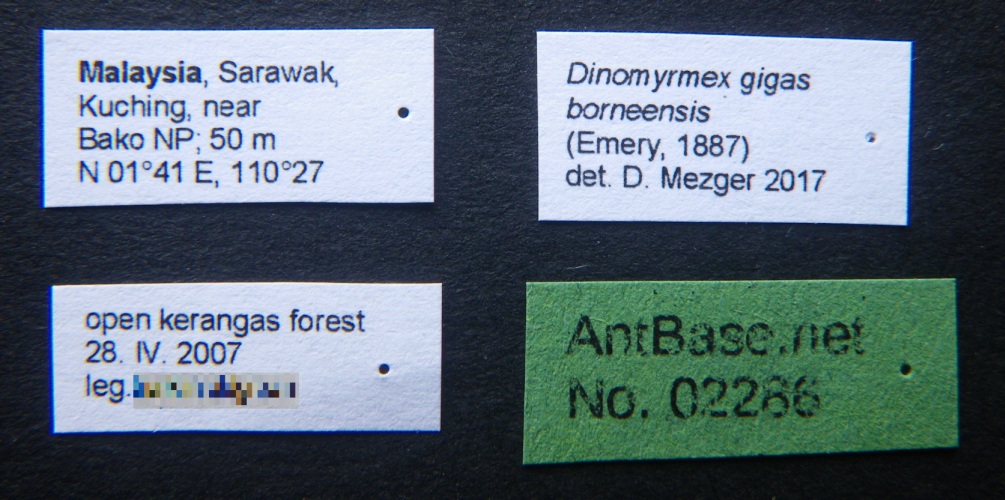 Malaysia, Sarawak,
Kuching, near
Bako NP; 50 m
N 01°41 E, 110°27
Dinomyrmex gigas
borneensis
(Emery, 1887)
det. D. Mezger 2017
open kerangas forest
28. IV. 2007
leg.
AntBase.net
No. 02266